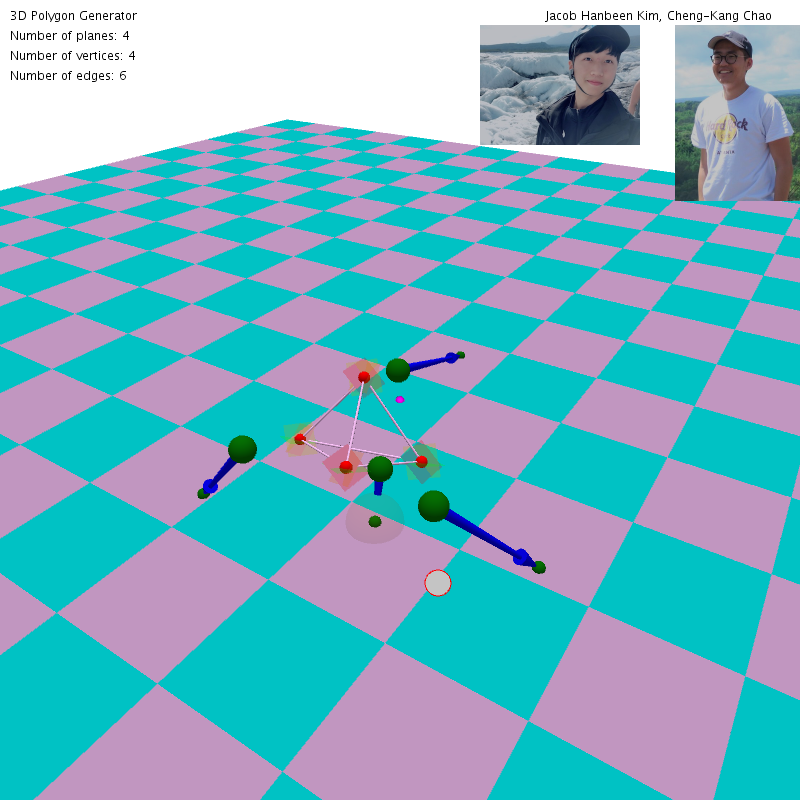 3D Polygon Generator
Jacob Hanbeen Kim, Cheng-Kang Chao
Number of planes: 4
Number of vertices: 4
Number of edges: 6